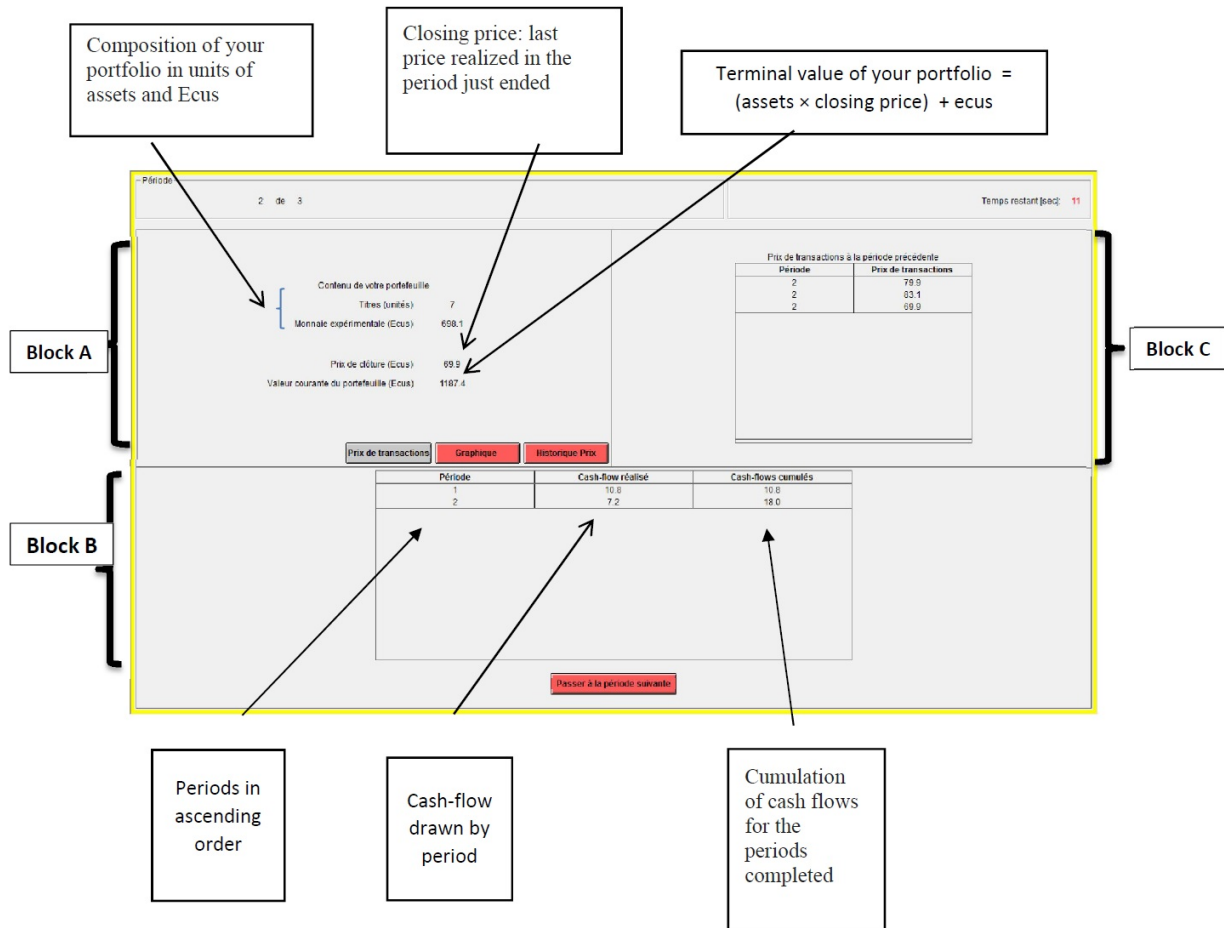 Composition of your
portfolio in units of
assets and Ecus
Closing price: last
price realized in the
period just ended
Terminal value of your portfolio =
(assets × closing price) + ecus
Période
2 de 3
Temps restant [sec]: 11
Block A
Contenu de votre portefeuille
Titres (unités) 7
Monnaie expérimentale (Ecus) 698.1
Prix de clôture (Ecus) 69.9
Valeur courante du portefeuille (Ecus) 1187.4
Prix de transactions Graphique Historique Prix
Prix de transactions à la période précédente
Période Prix de transactions
2 79.9
2 83.1
2 69.9
Block C
Block B
Période Cash-flow réalisé Cash-flows cumulés
1 10.8 10.8
2 7.2 18.0
Passer à la période suivante
Periods in
ascending
order
Cash-flow
drawn by
period
Cumulation
of cash flows
for the
periods
completed